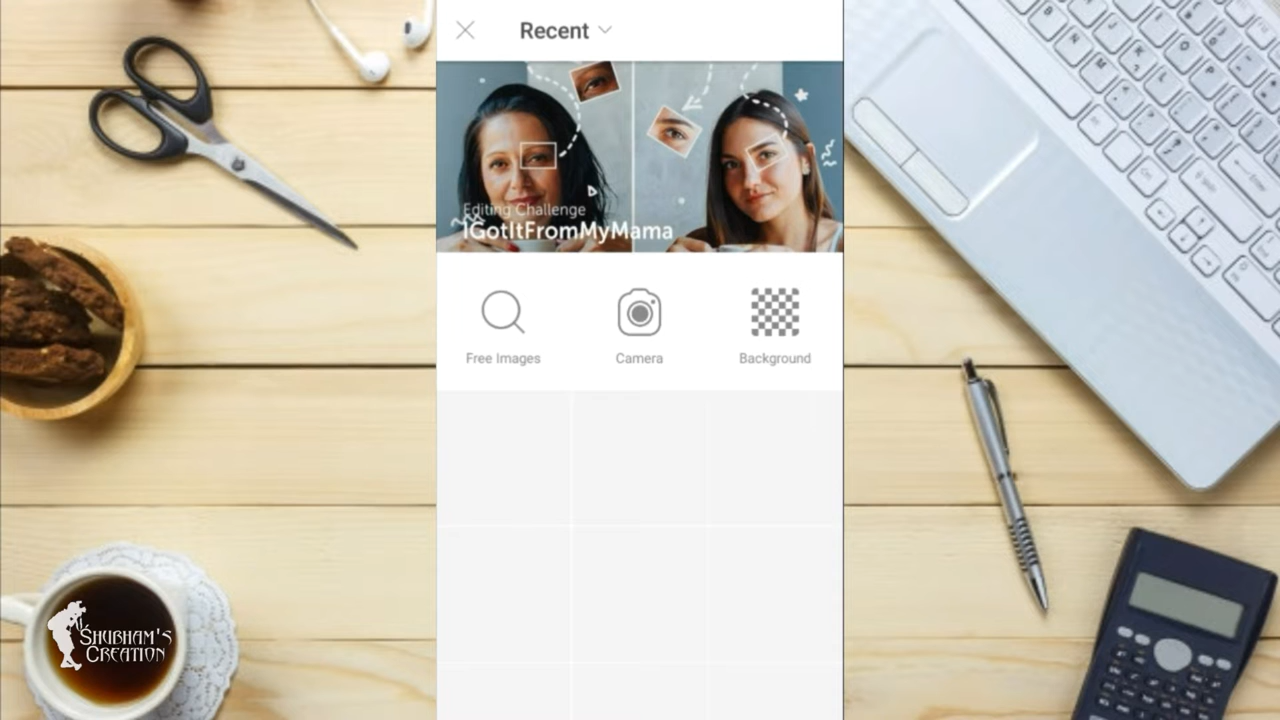 Recent
Editing Challenge
IGotItFromMyMama
Free Images
Camera
Background
SHUBHAM'S
CREATION